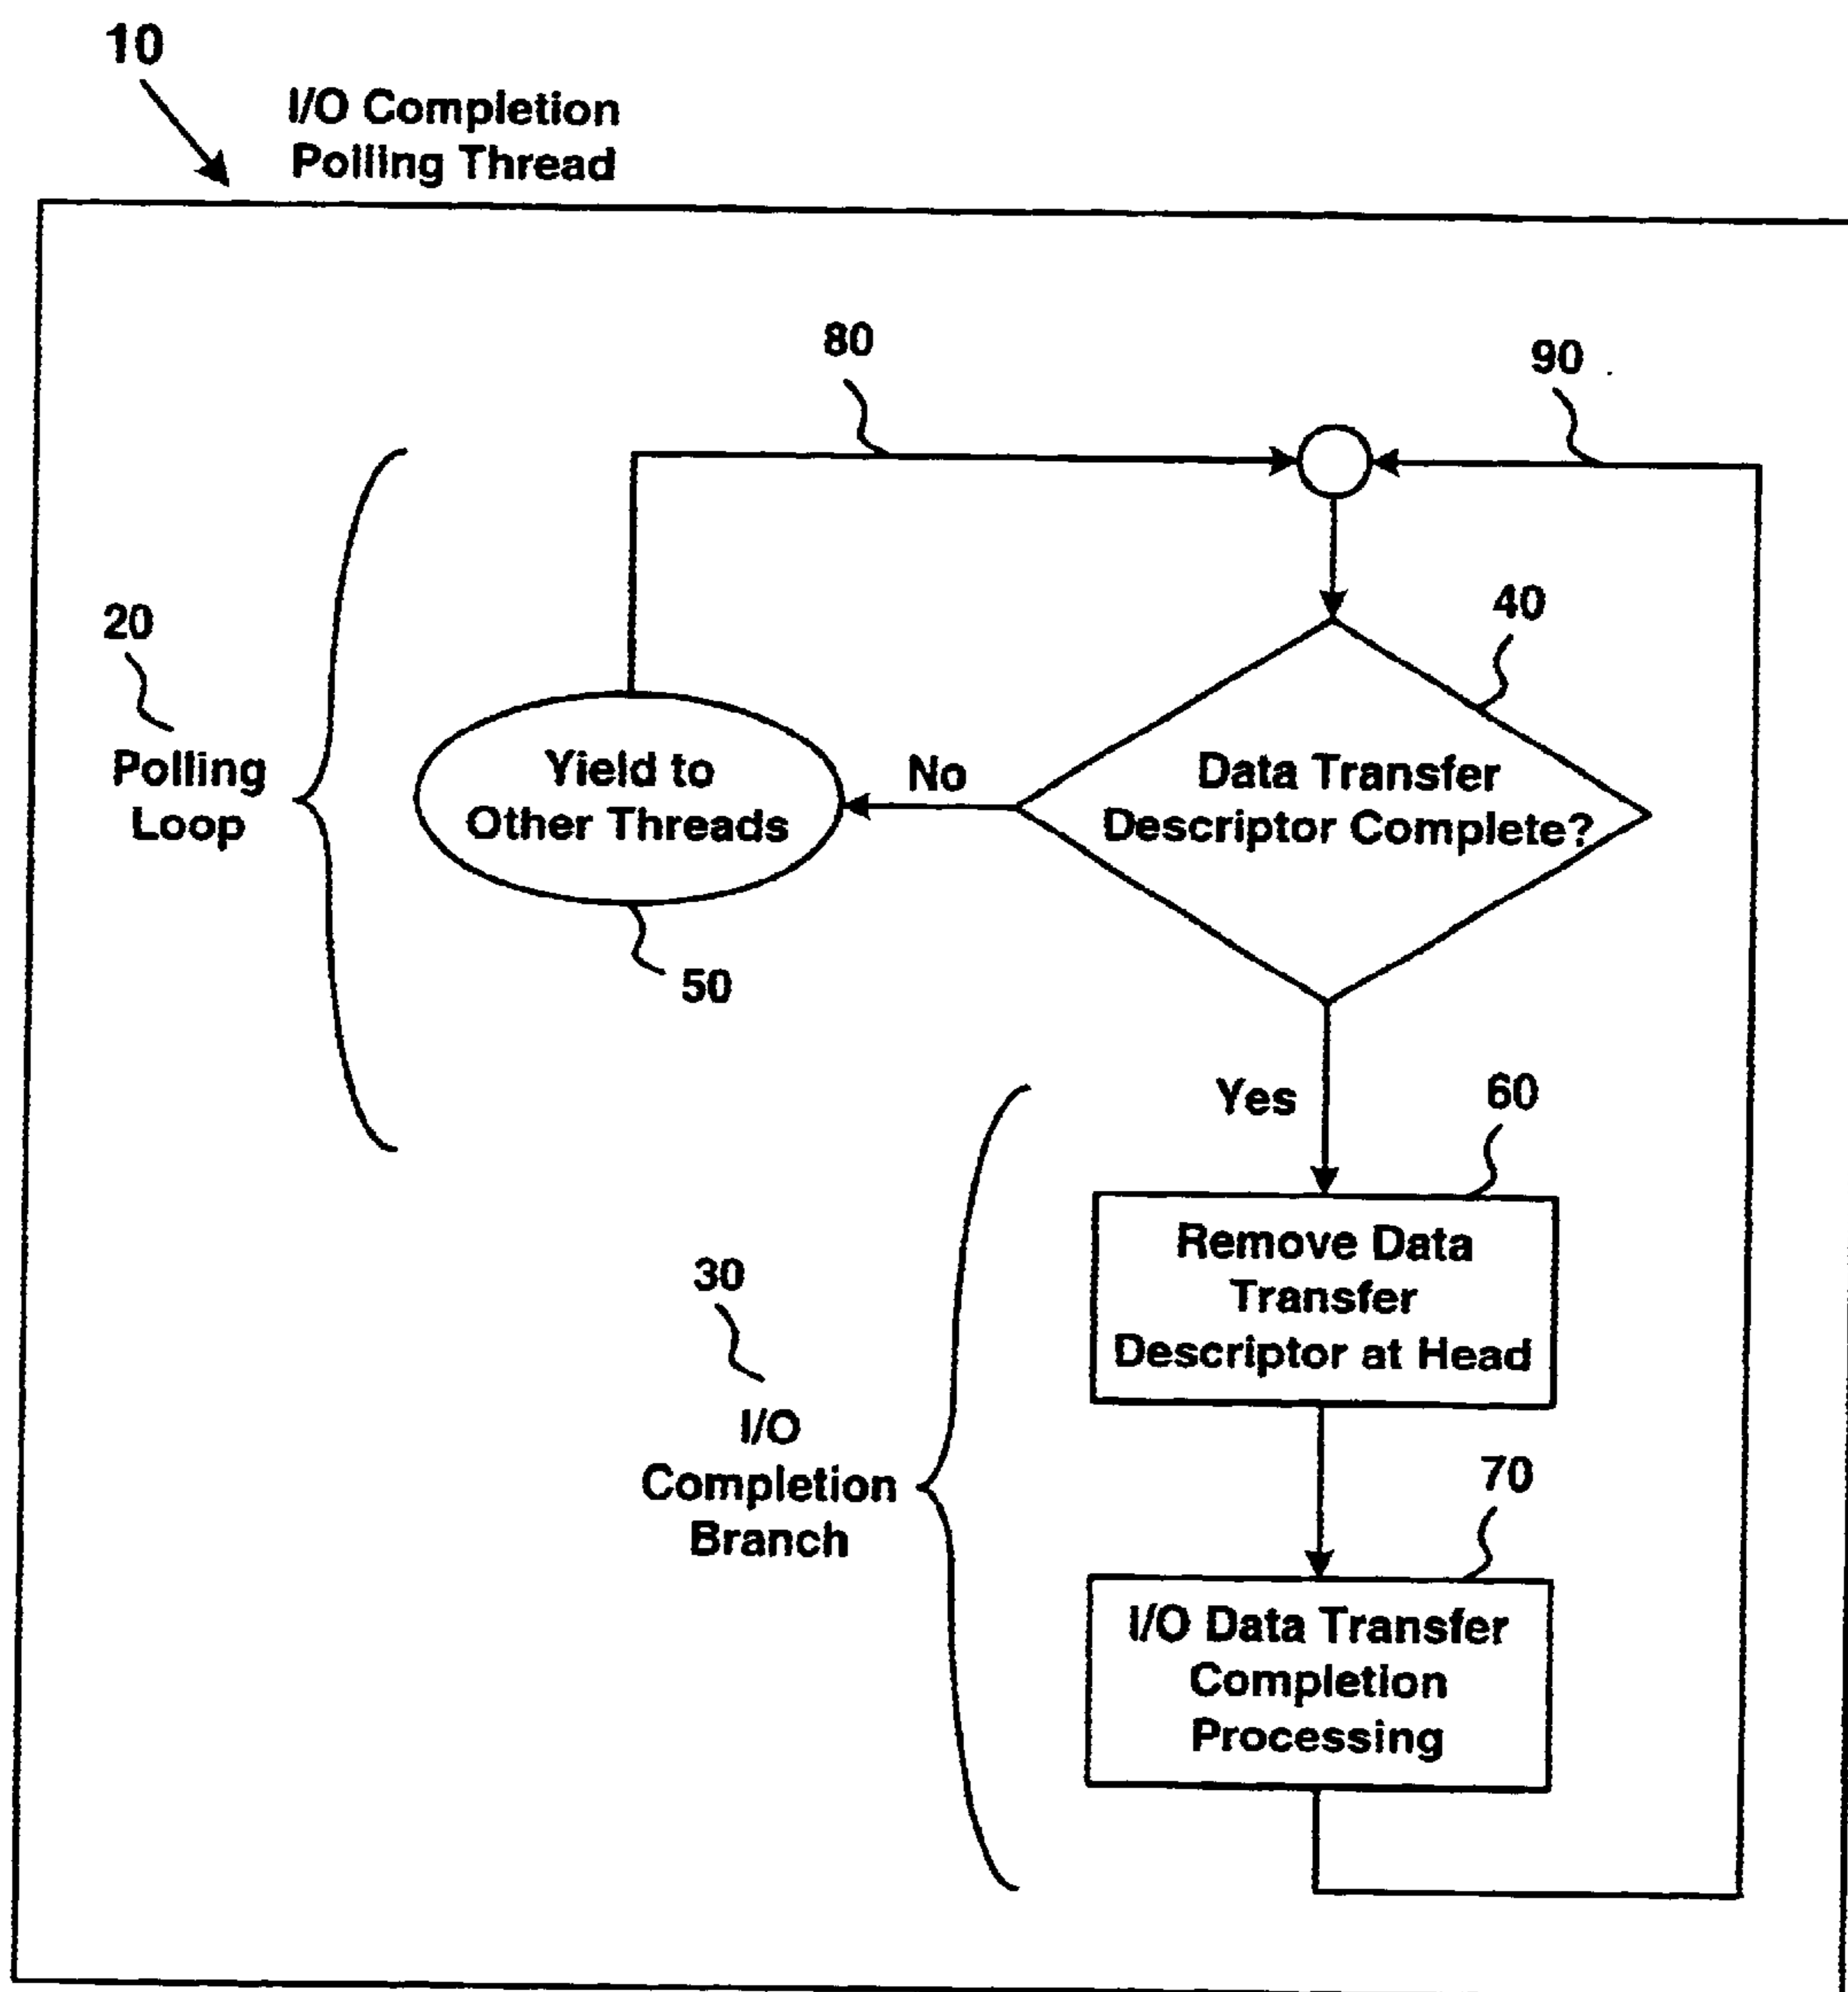 10
I/O Completion
Polling Thread
80
90
20
40
Polling
Loop
Yield to
Other Threads
No
Data Transfer
Descriptor Complete?
50
Yes
60
Remove Data
Transfer
Descriptor at Head
30
I/O
Completion
Branch
70
I/O Data Transfer
Completion
Processing